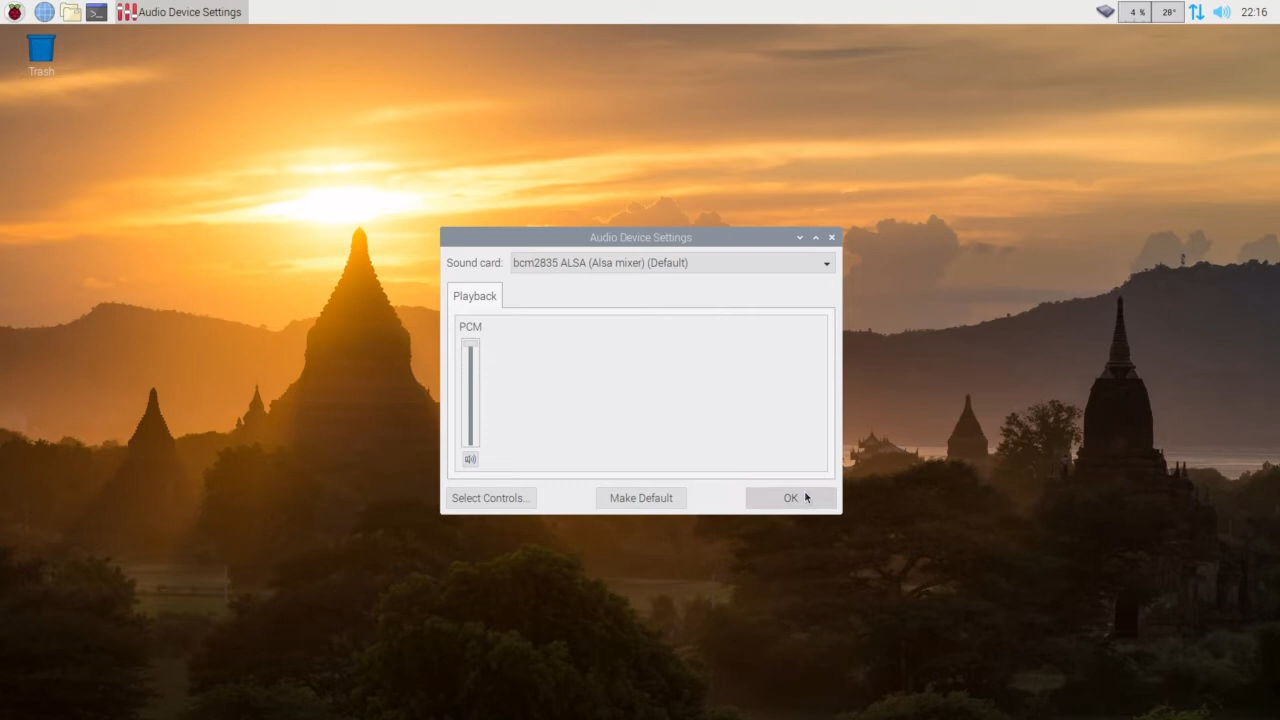 Audio Device Settings
4 %
28°
22:16
Trash
Audio Device Settings
Sound card:
bcm2835 ALSA (Alsa mixer) (Default)
Playback
PCM
Select Controls...
Make Default
OK